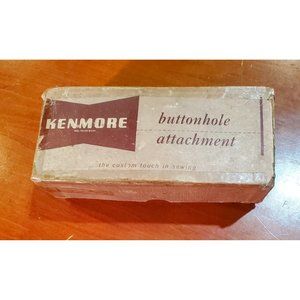 KENMORE
buttonhole
attachment
the custom touch in sewing